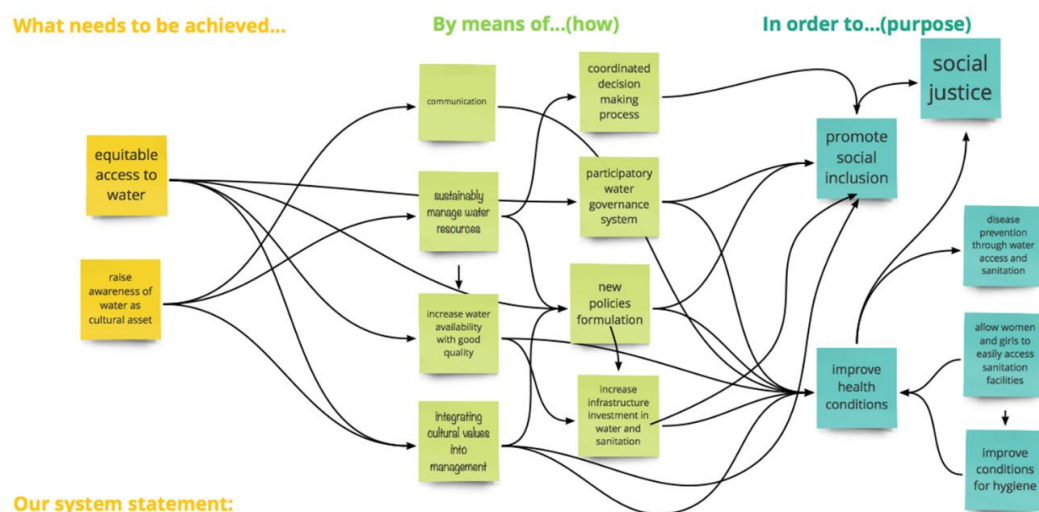 What needs to be achieved...
By means of...(how)
In order to...(purpose)
equitable
access to
water
raise
awareness of
water as
cultural asset
communication
sustainably
manage water
resources
increase water
availability
with good
quality
integrating
cultural values
into
management
coordinated
decision
making
process
participatory
water
governance
system
new
policies
formulation
increase
infrastructure
investment in
water and
sanitation
social
justice
promote
social
inclusion
improve
health
conditions
disease
prevention
through water
access and
sanitation
allow women
and girls to
easily access
sanitation
facilities
improve
conditions
for hygiene
Our system statement: